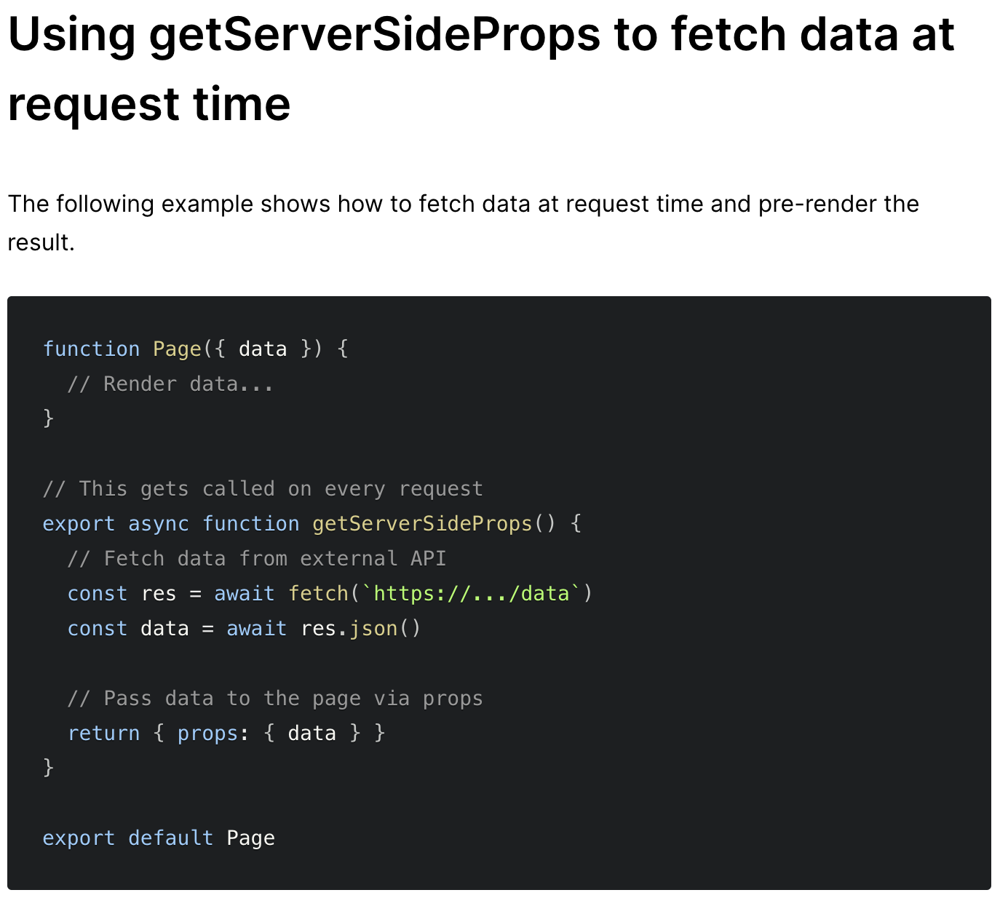 Using getServerSideProps to fetch data at
request time
The following example shows how to fetch data at request time and pre-render the
result.
function Page({ data }) {
  // Render data...
}
// This gets called on every request
export async function getServerSideProps() {
  // Fetch data from external API
  const res = await fetch(`https://.../data`)
  const data = await res.json()
  // Pass data to the page via props
  return { props: { data } }
}
export default Page